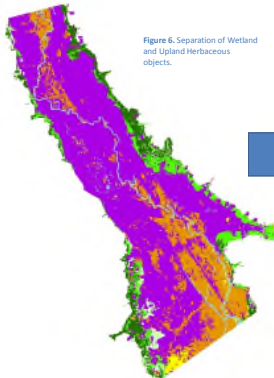 Figure 6. Separation of Wetland
and Upland Herbaceous
objects.